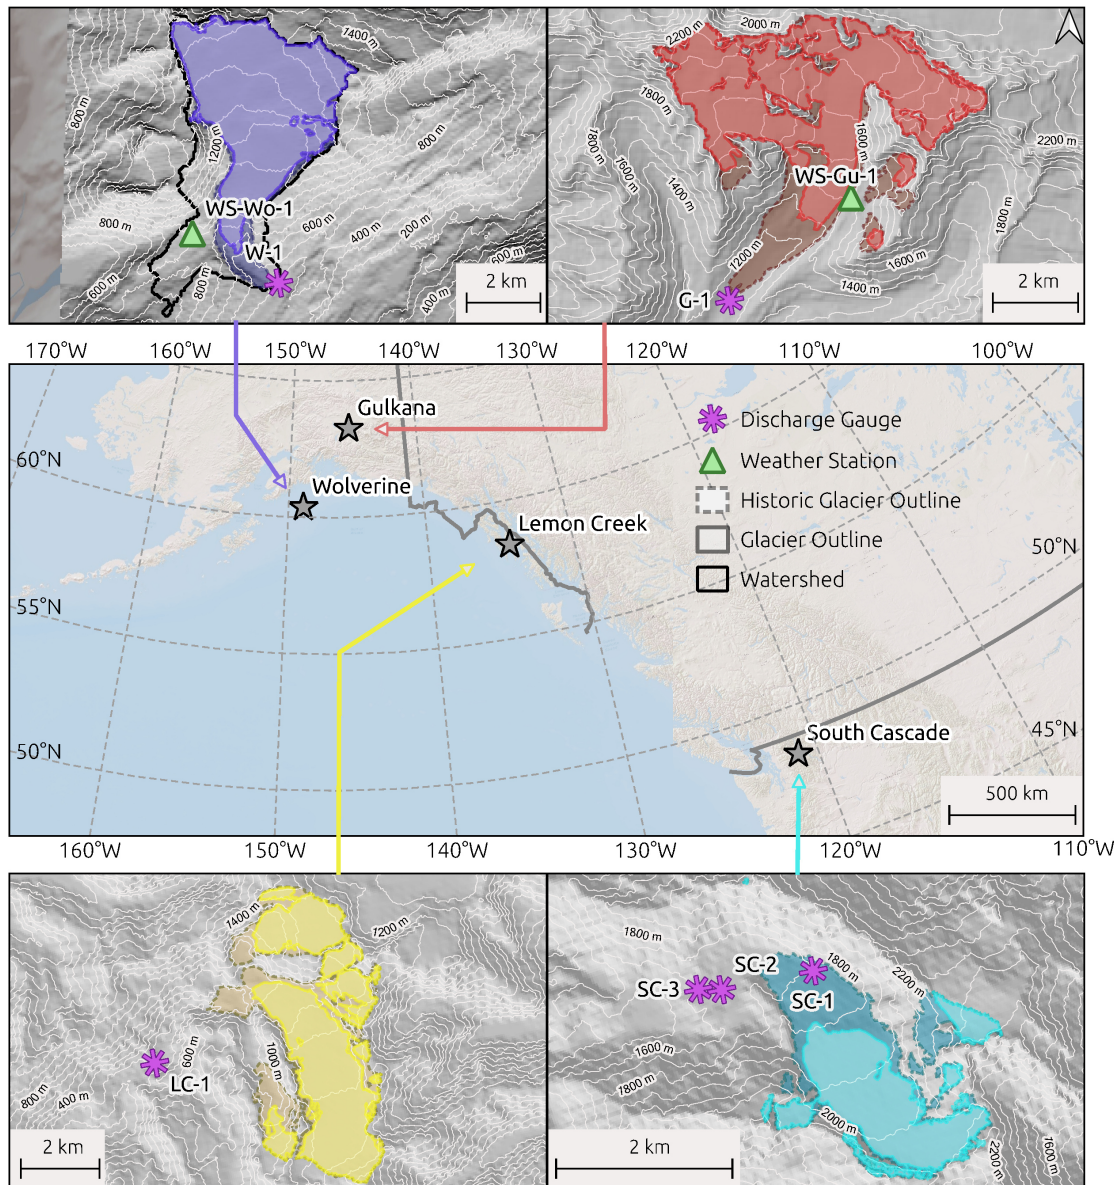 1400 m
800 m
1200 m
800 m
WS-Wo-1
800 m
600 m
400 m
200 m
W-1
600 m
600 m
800 m
400 m
2 km
2200 m
2000 m
1800 m
1800 m
1600 m
1600 m
2200 m
1400 m
WS-Gu-1
1800 m
1200 m
1600 m
1400 m
G-1
2 km
170°W
160°W
150°W
140°W
130°W
120°W
110°W
100°W
Gulkana
Discharge Gauge
Weather Station
60°N
Wolverine
Historic Glacier Outline
Lemon Creek
Glacier Outline
50°N
Watershed
55°N
South Cascade
45°N
50°N
500 km
160°W
150°W
140°W
130°W
120°W
110°W
1400 m
1200 m
600 m
1000 m
LC-1
800 m
400 m
2 km
1800 m
SC-2
1800 m
2200 m
SC-3
SC-1
1600 m
1800 m
2000 m
2200 m
1600 m
2 km